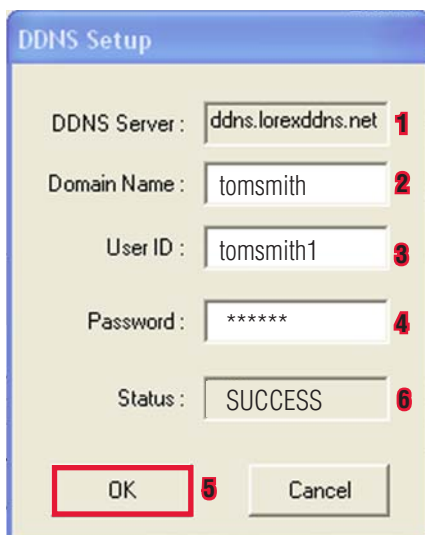 DDNS Setup
DDNS Server : ddns.lorexddns.net 1
Domain Name : tomsmith 2
User ID : tomsmith1 3
Password : ****** 4
Status : SUCCESS 6
OK 5 Cancel